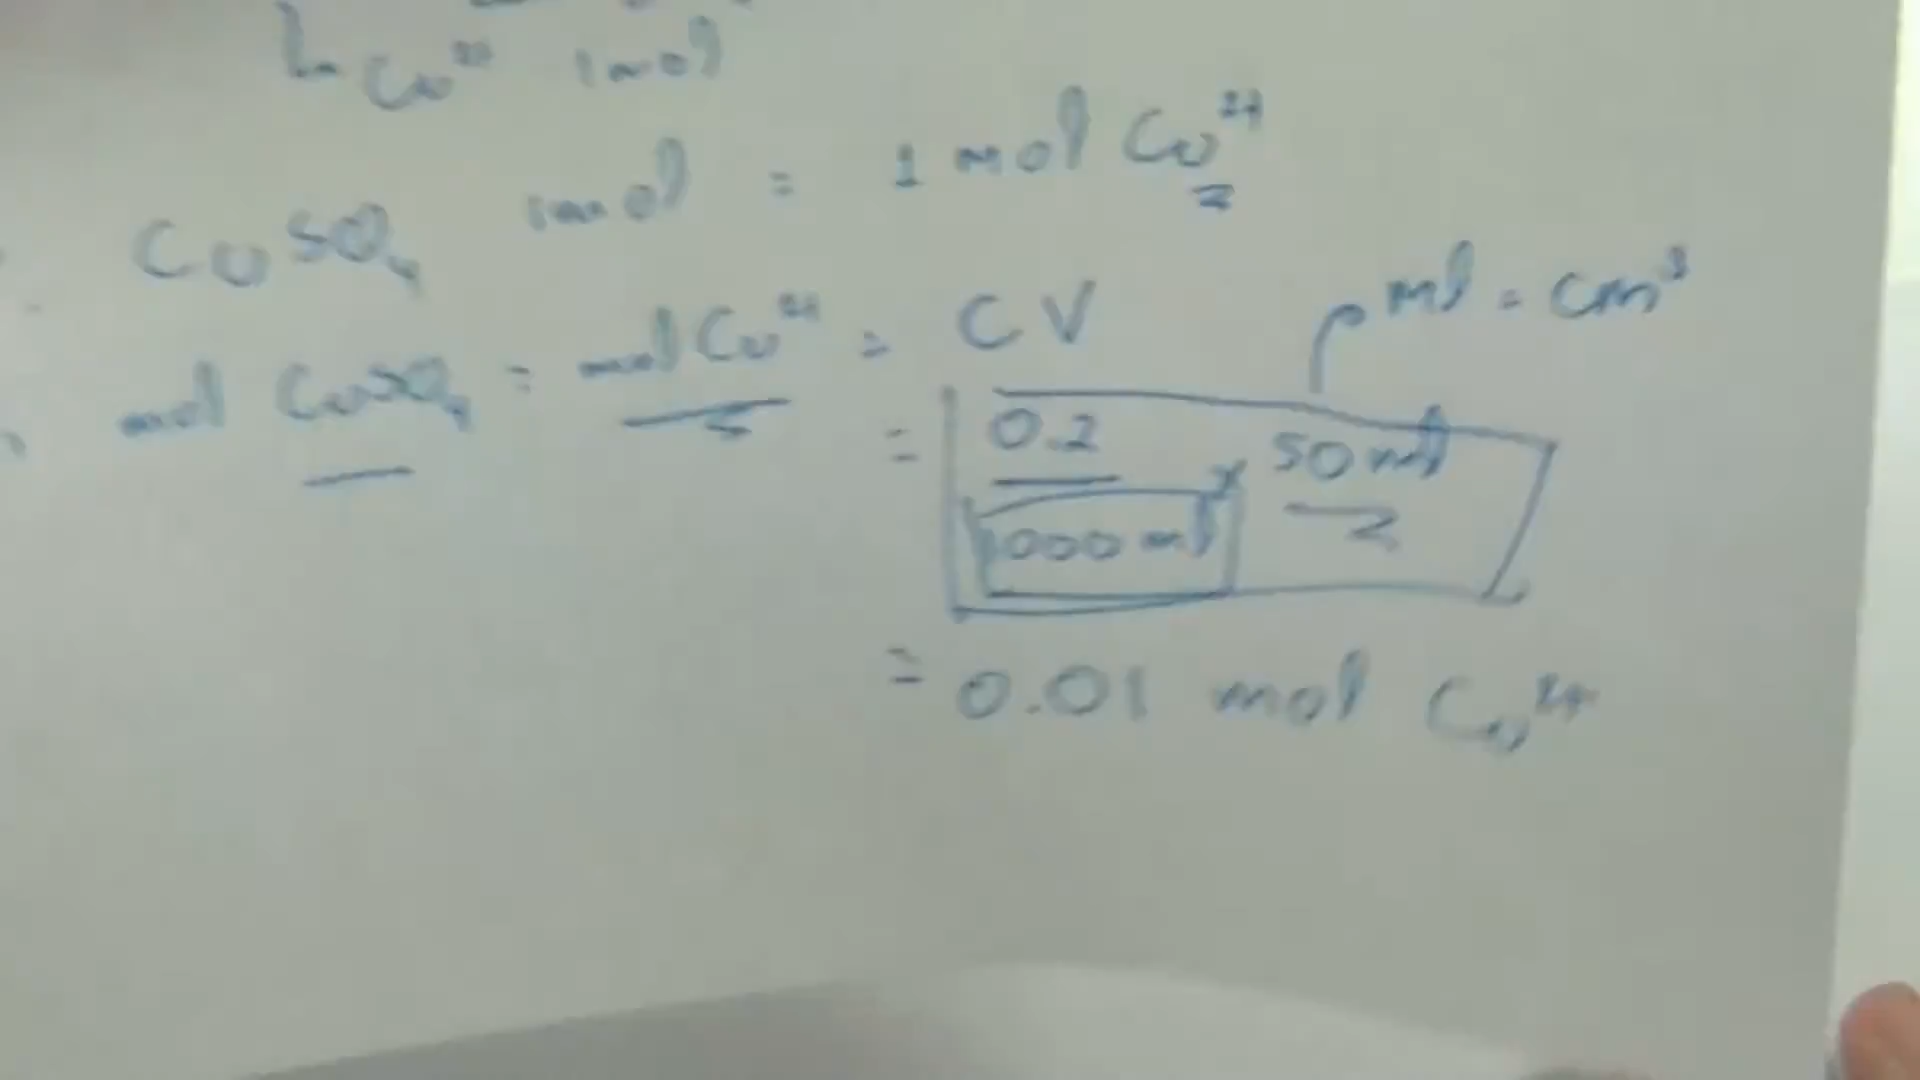 Cu²⁺ 1mol
CuSO₄ 1mol = 1 mol Cu²⁺
mol CuSO₄ = mol Cu²⁺ = CV
ml = cm³
= 0.2 / 1000 ml × 50 ml
= 0.01 mol Cu²⁺